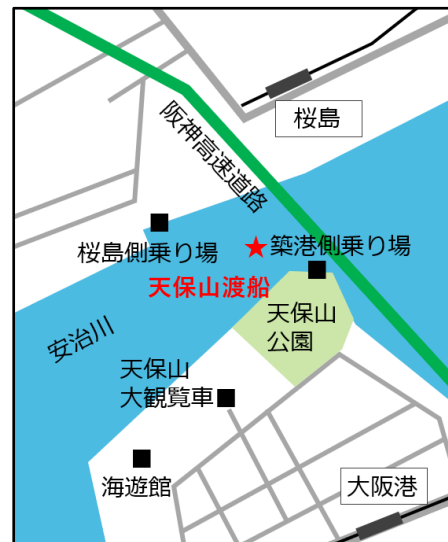 桜島
阪神高速道路
築港側乗り場
桜島側乗り場
天保山渡船
天保山
公園
安治川
天保山
大観覧車
海遊館
大阪港